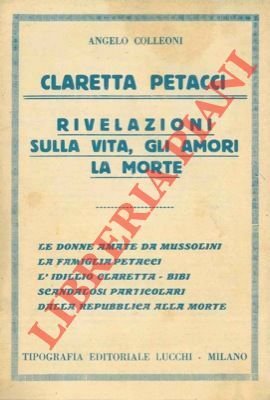 ANGELO COLLEONI
CLARETTA PETACCI
RIVELAZIONI
SULLA VITA, GLI AMORI
LA MORTE
LE DONNE AMATE DA MUSSOLINI
LA FAMIGLIA PETACCI
L'IDILLIO CLARETTA - BIBI
SCANDALOSI PARTICOLARI
DALLA REPUBBLICA ALLA MORTE
TIPOGRAFIA EDITORIALE LUCCHI - MILANO
LIBRERIA PIANI